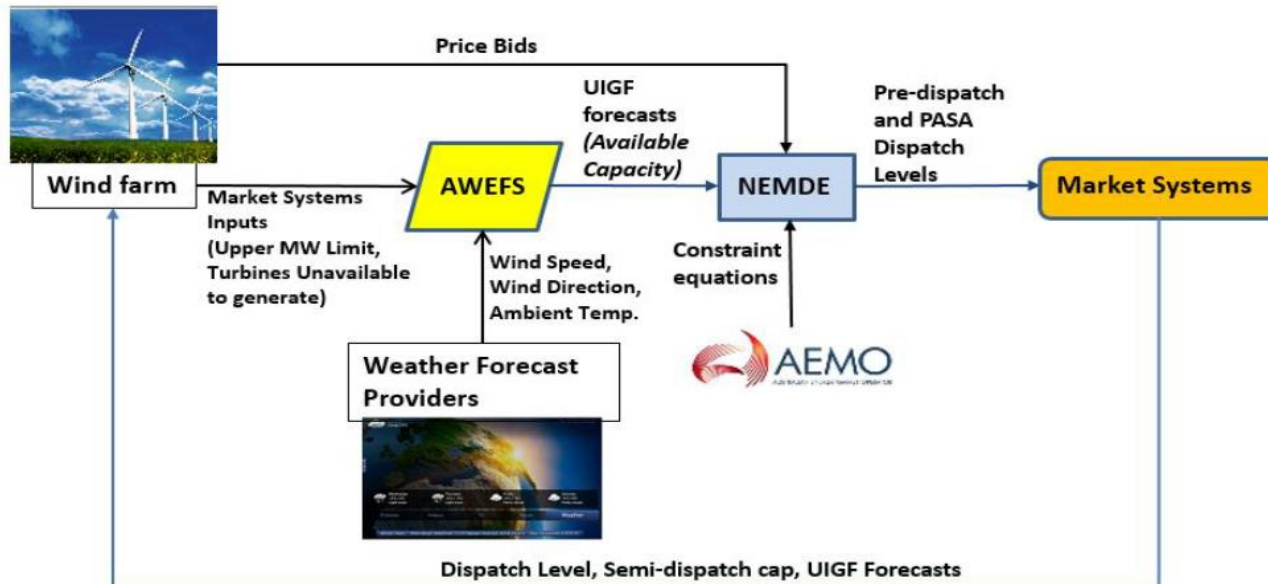 Price Bids
UIGF
forecasts
(Available
Capacity)
Pre-dispatch
and PASA
Dispatch
Levels
Wind farm
AWEFS
NEMDE
Market Systems
Market Systems
Inputs
(Upper MW Limit,
Turbines Unavailable
to generate)
Wind Speed,
Wind Direction,
Ambient Temp.
Constraint
equations
Weather Forecast
Providers
AEMO
Dispatch Level, Semi-dispatch cap, UIGF Forecasts